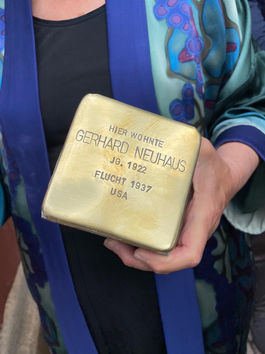 HIER WOHNTE
GERHARD NEUHAUS
JG. 1922
FLUCHT 1937
USA